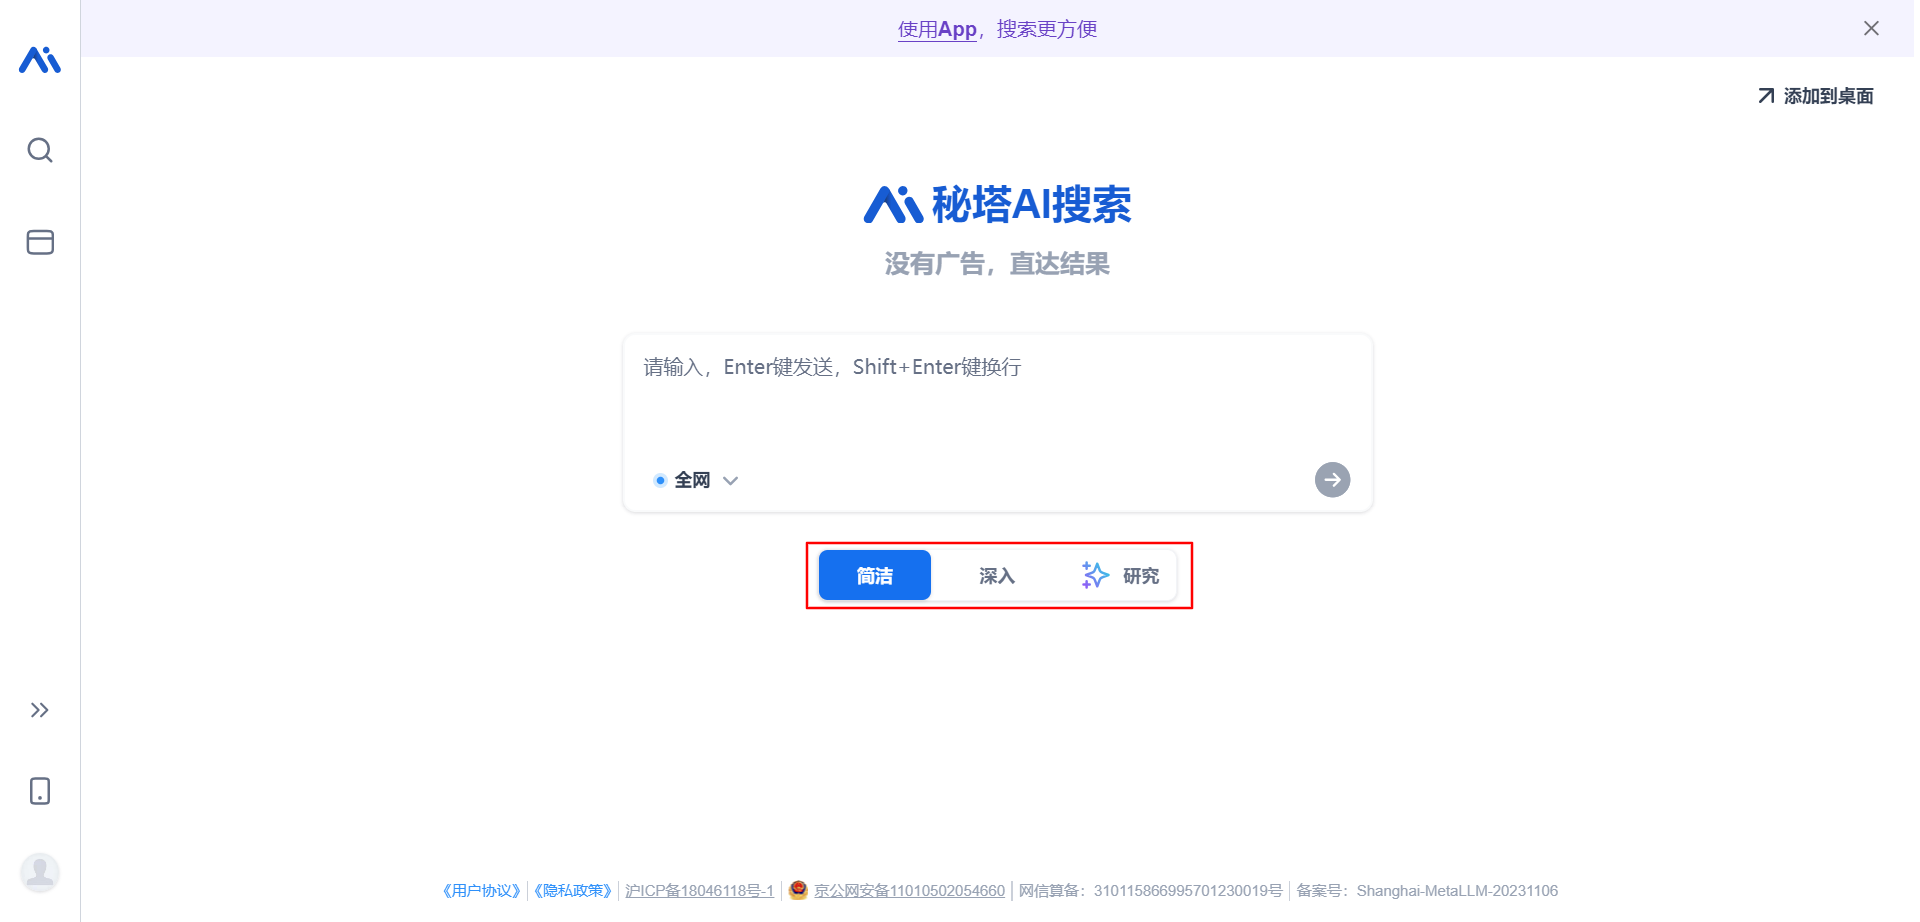 使用App，搜索更方便
添加到桌面
秘塔AI搜索
没有广告，直达结果
请输入，Enter键发送，Shift+Enter键换行
全网
简洁 深入 研究
《用户协议》 《隐私政策》 沪ICP备18046118号-1 京公网安备11010502054660 网信算备：310115866995701230019号 备案号：Shanghai-MetaLLM-20231106